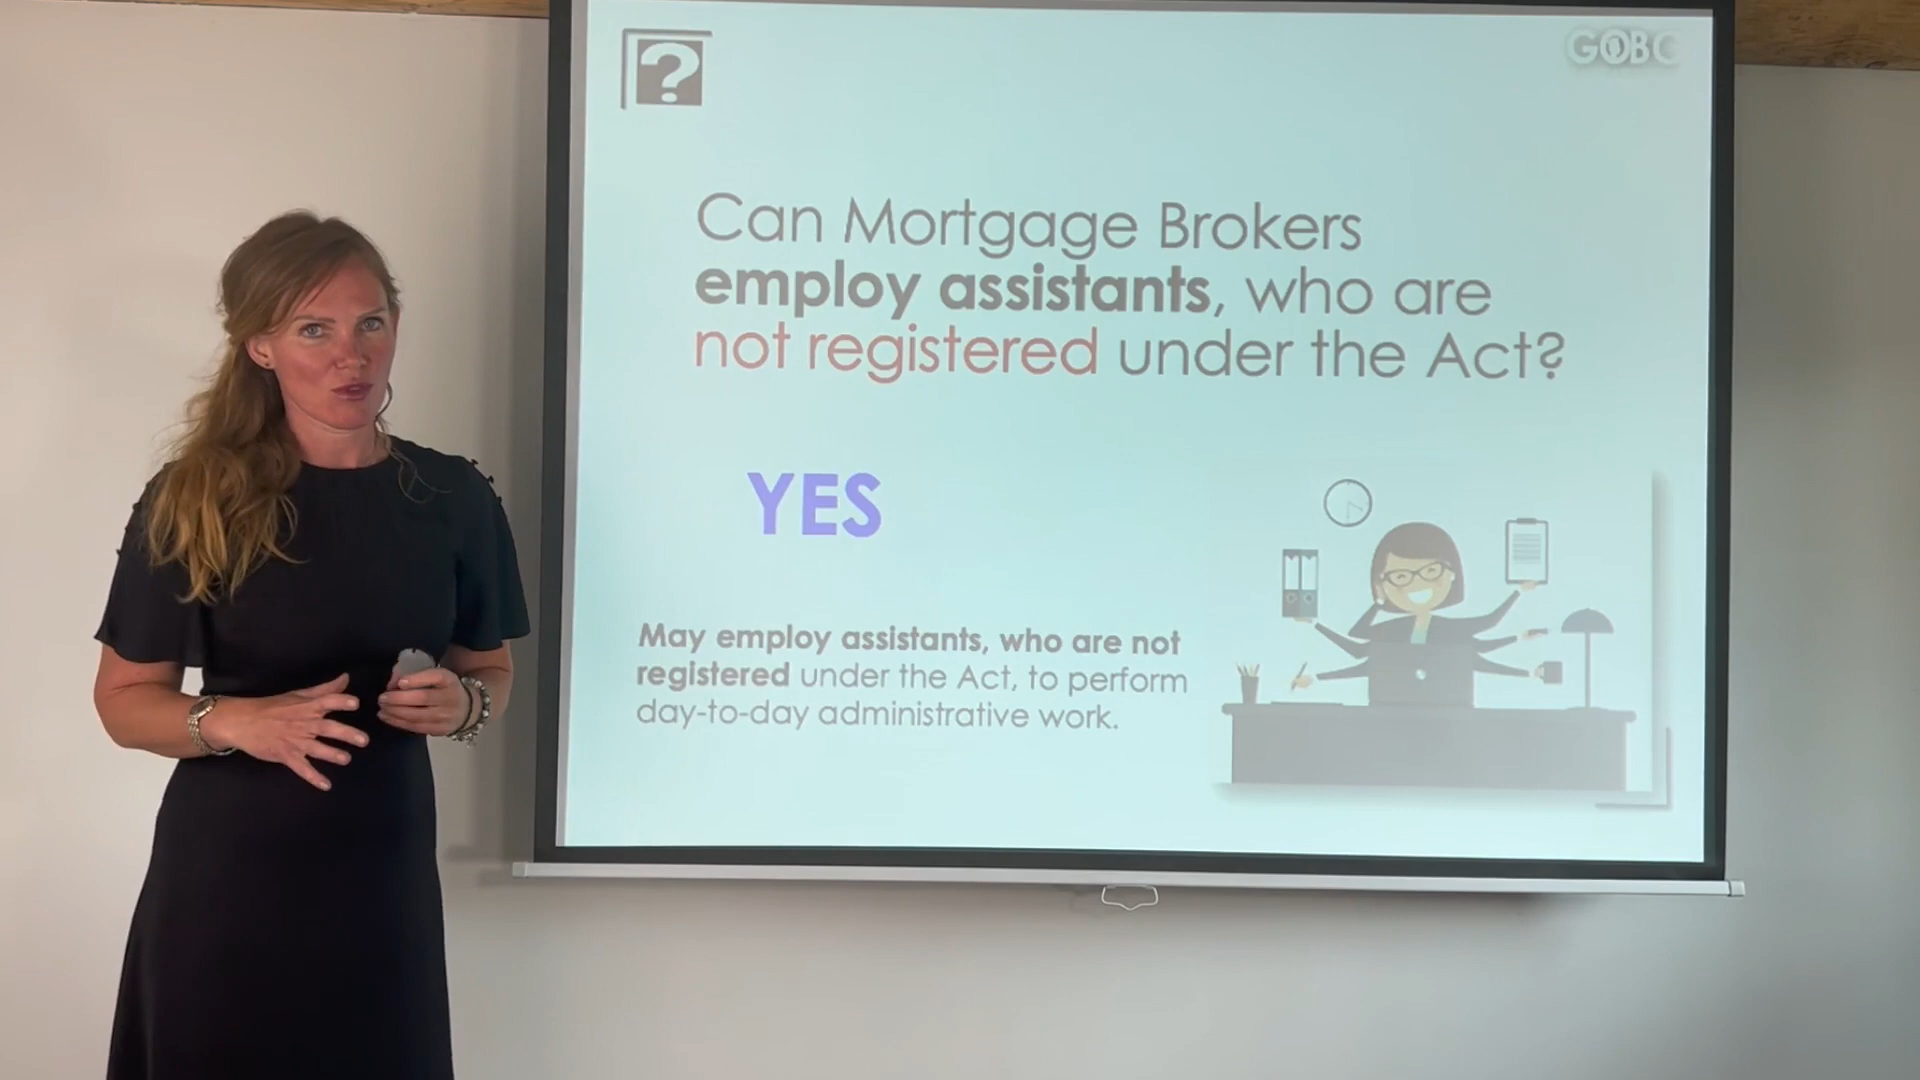 ?
GOBC
Can Mortgage Brokers
employ assistants, who are
not registered under the Act?
YES
May employ assistants, who are not
registered under the Act, to perform
day-to-day administrative work.